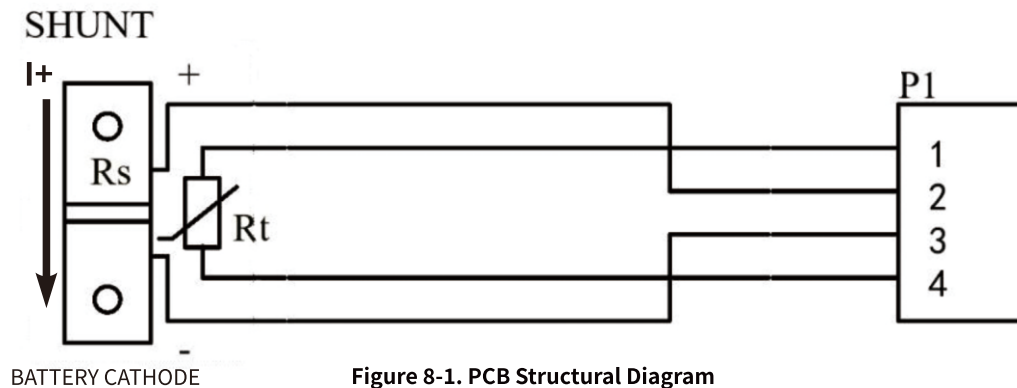 SHUNT
I+
+
P1
Rs
Rt
1
2
3
4
-
BATTERY CATHODE
Figure 8-1. PCB Structural Diagram